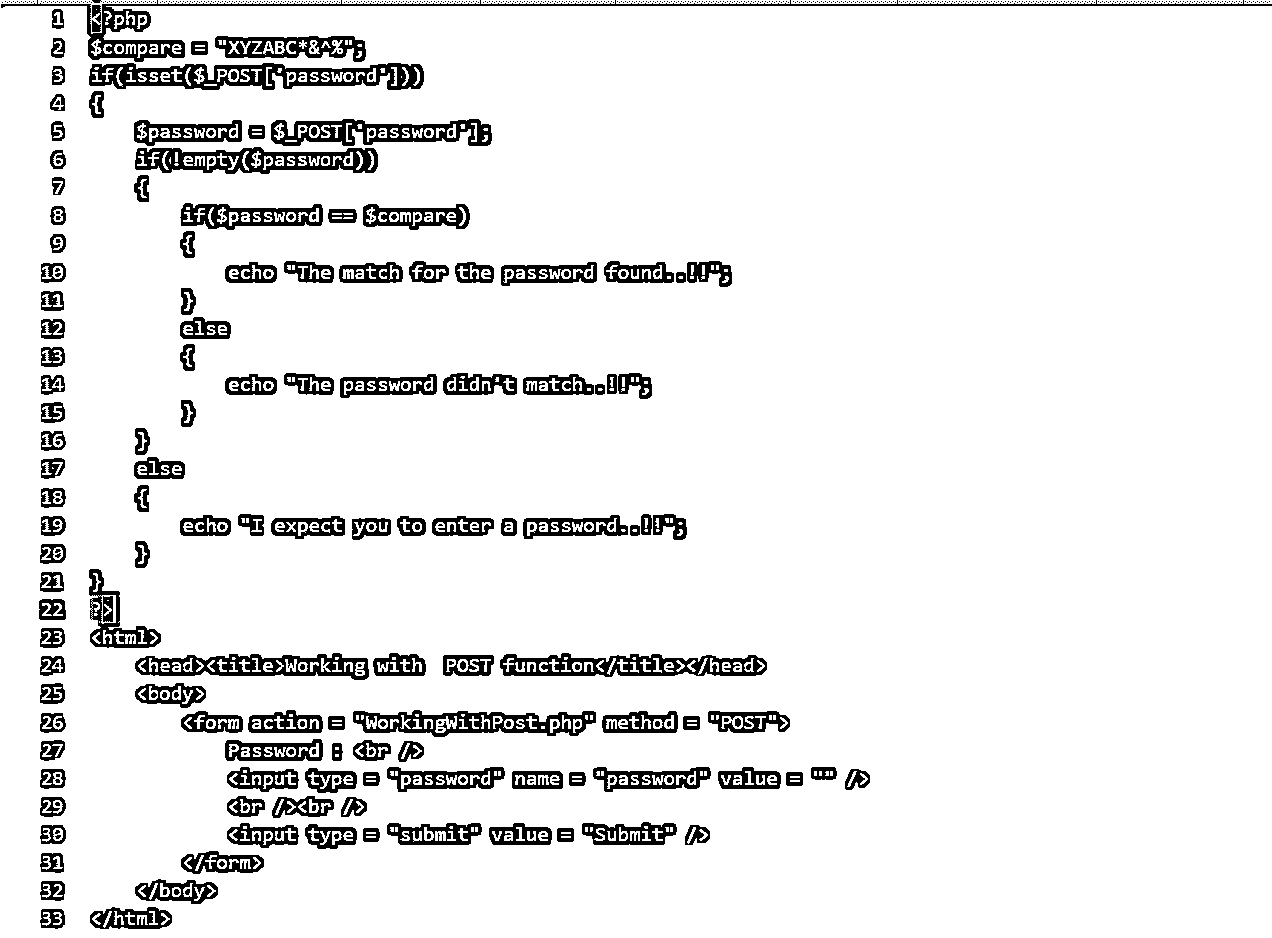 1 <?php
2 $compare = "XYZABC*&^%";
3 if(isset($_POST['password']))
4 {
5     $password = $_POST['password'];
6     if(!empty($password))
7     {
8         if($password == $compare)
9         {
10             echo "The match for the password found..!!";
11         }
12         else
13         {
14             echo "The password didn't match..!!";
15         }
16     }
17     else
18     {
19         echo "I expect you to enter a password..!!";
20     }
21 }
22 ?>
23 <html>
24     <head><title>Working with  POST function</title></head>
25     <body>
26         <form action = "WorkingWithPost.php" method = "POST">
27             Password : <br />
28             <input type = "password" name = "password" value = "" />
29             <br /><br />
30             <input type = "submit" value = "Submit" />
31         </form>
32     </body>
33 </html>